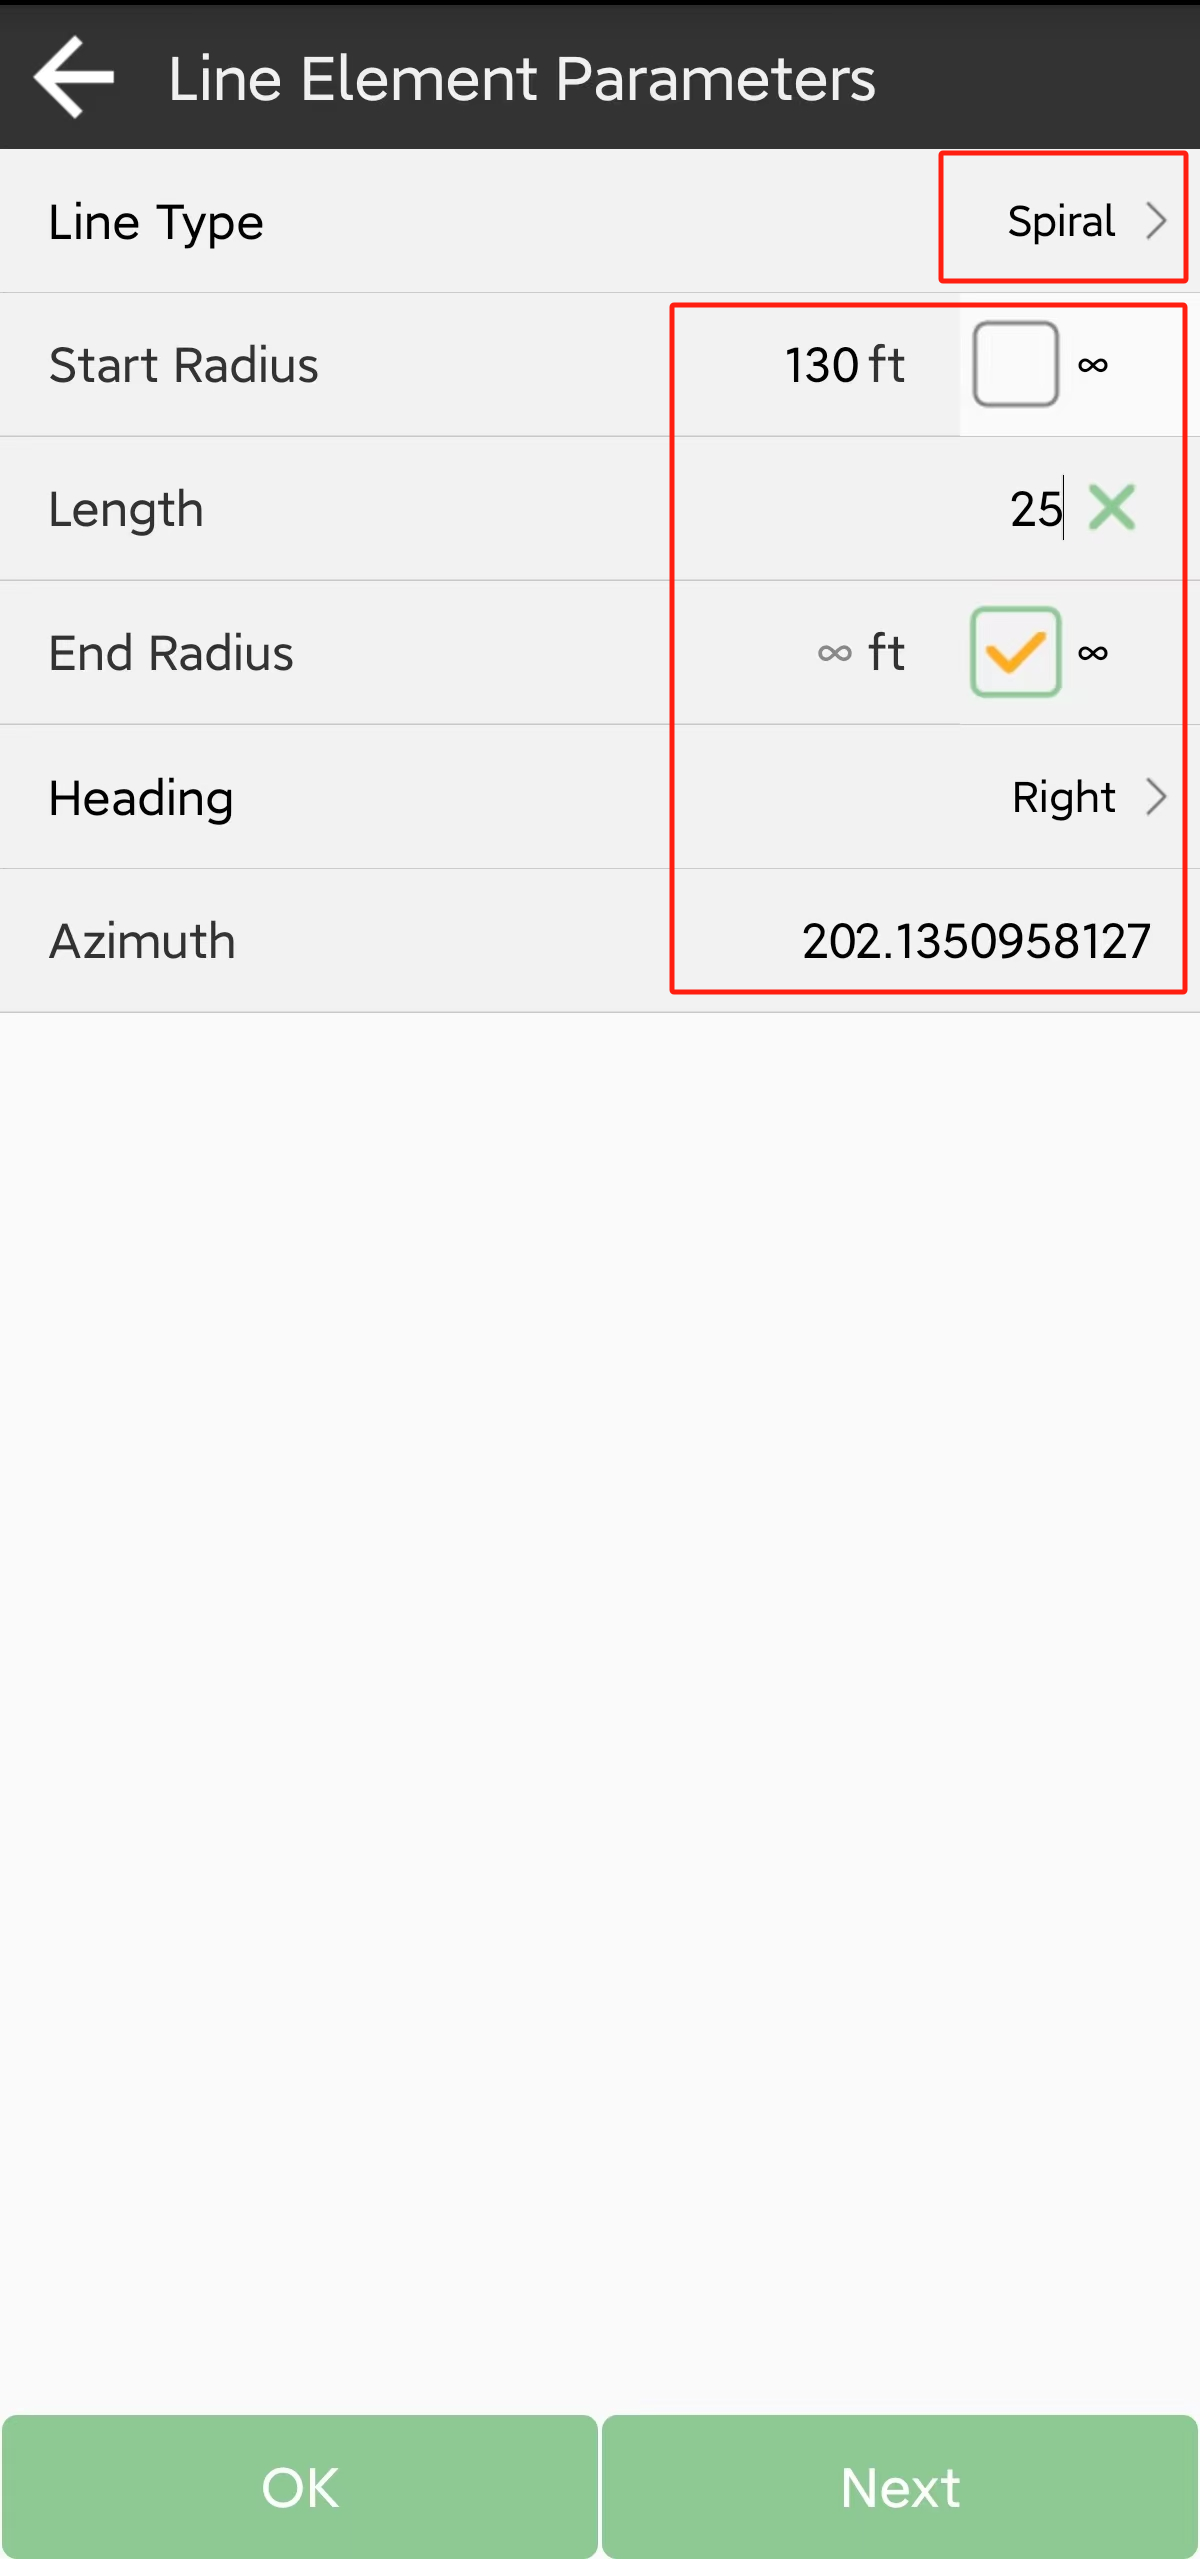 Line Element Parameters
Line Type Spiral
Start Radius 130 ft ∞
Length 25
End Radius ∞ ft ∞
Heading Right
Azimuth 202.1350958127
OK Next